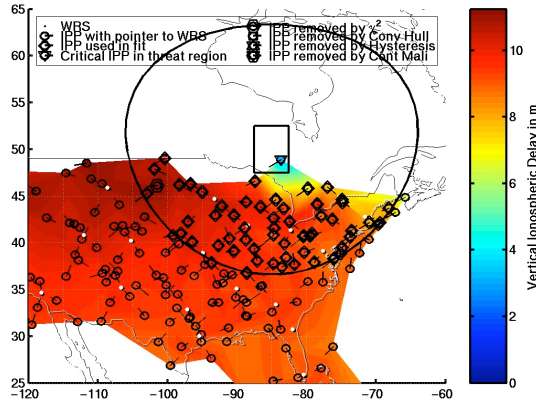 WRS
IPP with pointer to WRS
IPP used in fit
Critical IPP in threat region
IPP removed by χ²
IPP removed by Conv Hull
IPP removed by Hysteresis
IPP removed by Cant Mali
65
60
55
50
45
40
35
30
25
−120
−110
−100
−90
−80
−70
−60
10
8
6
4
2
0
Vertical Ionospheric Delay in m